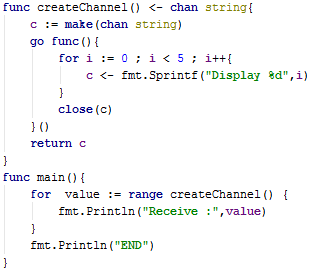 func createChannel() <- chan string{
    c := make(chan string)
    go func(){
        for i := 0 ; i < 5 ; i++{
            c <- fmt.Sprintf("Display %d",i)
        }
        close(c)
    }()
    return c
}
func main(){
    for  value := range createChannel() {
        fmt.Println("Receive :",value)
    }
    fmt.Println("END")
}